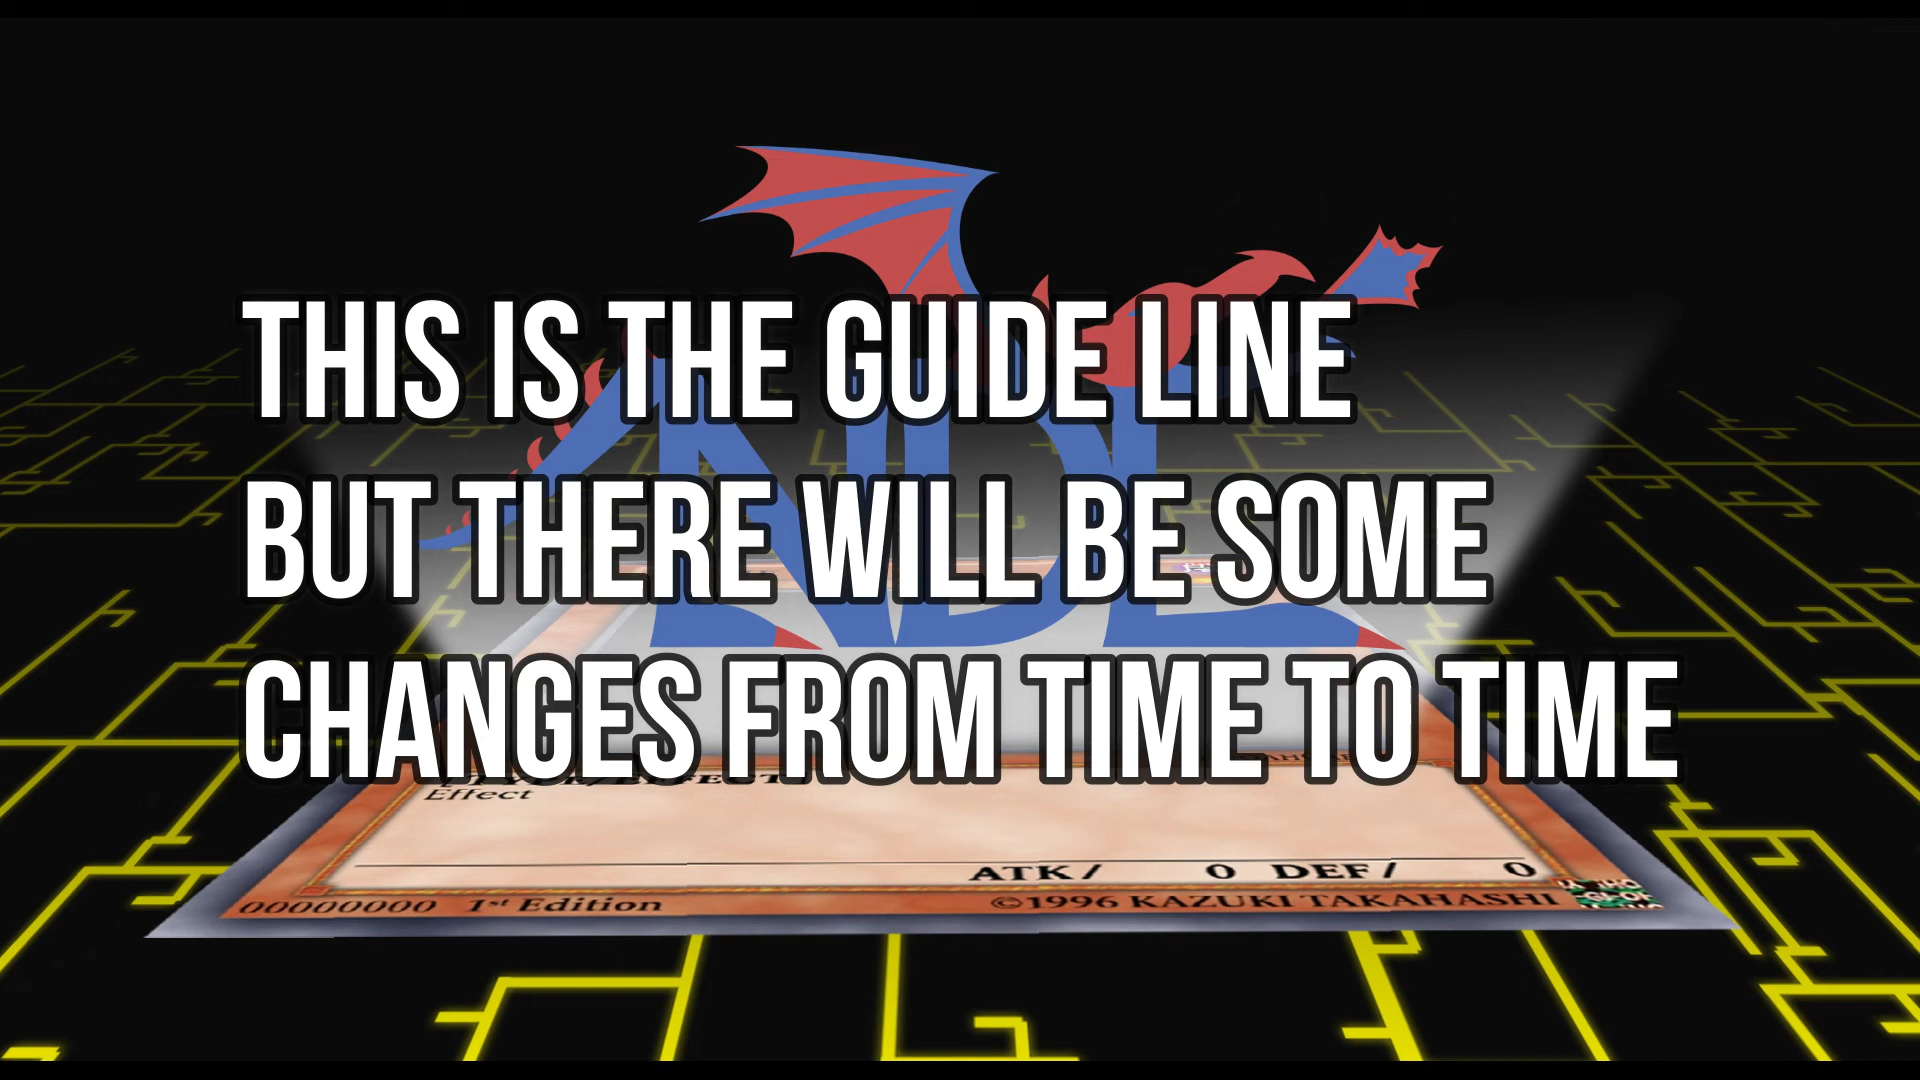 THIS IS THE GUIDE LINE
BUT THERE WILL BE SOME
CHANGES FROM TIME TO TIME
NDL
Effect
ATK/ 0 DEF/ 0
00000000 1st Edition ©1996 KAZUKI TAKAHASHI